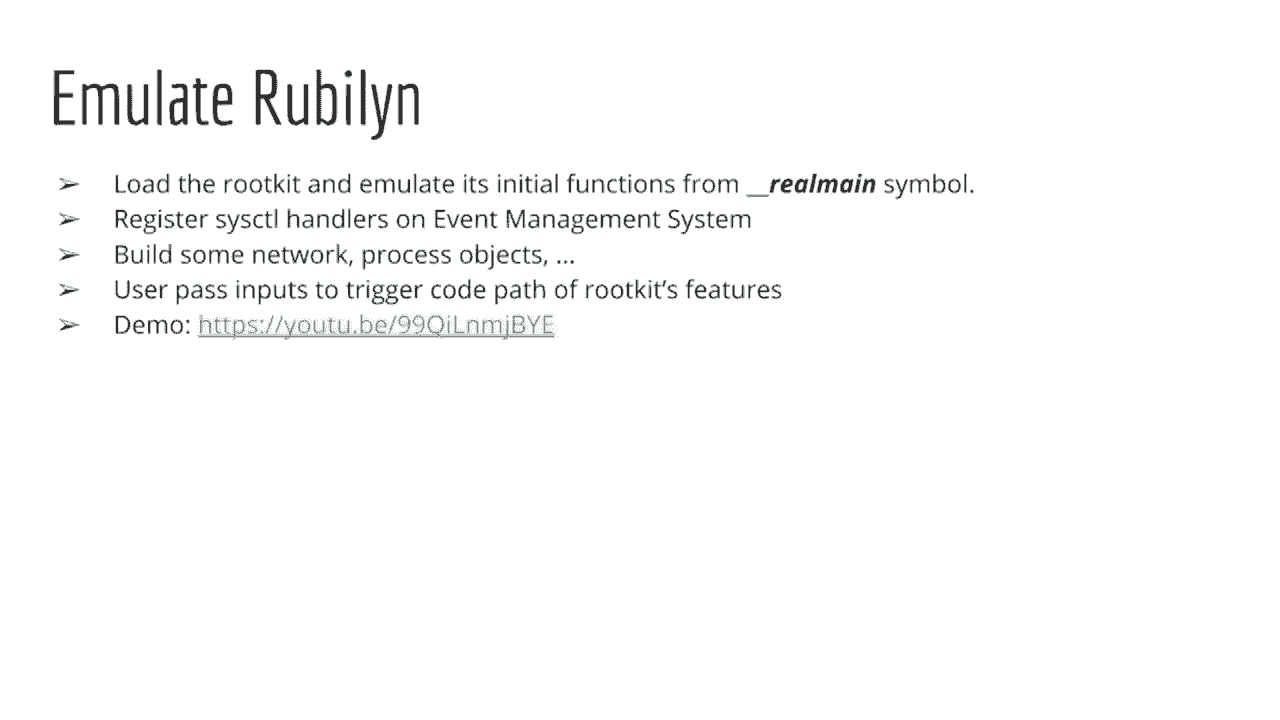 Emulate Rubilyn
➢ Load the rootkit and emulate its initial functions from __realmain symbol.
➢ Register sysctl handlers on Event Management System
➢ Build some network, process objects, ...
➢ User pass inputs to trigger code path of rootkit’s features
➢ Demo: https://youtu.be/99QiLnmjBYE